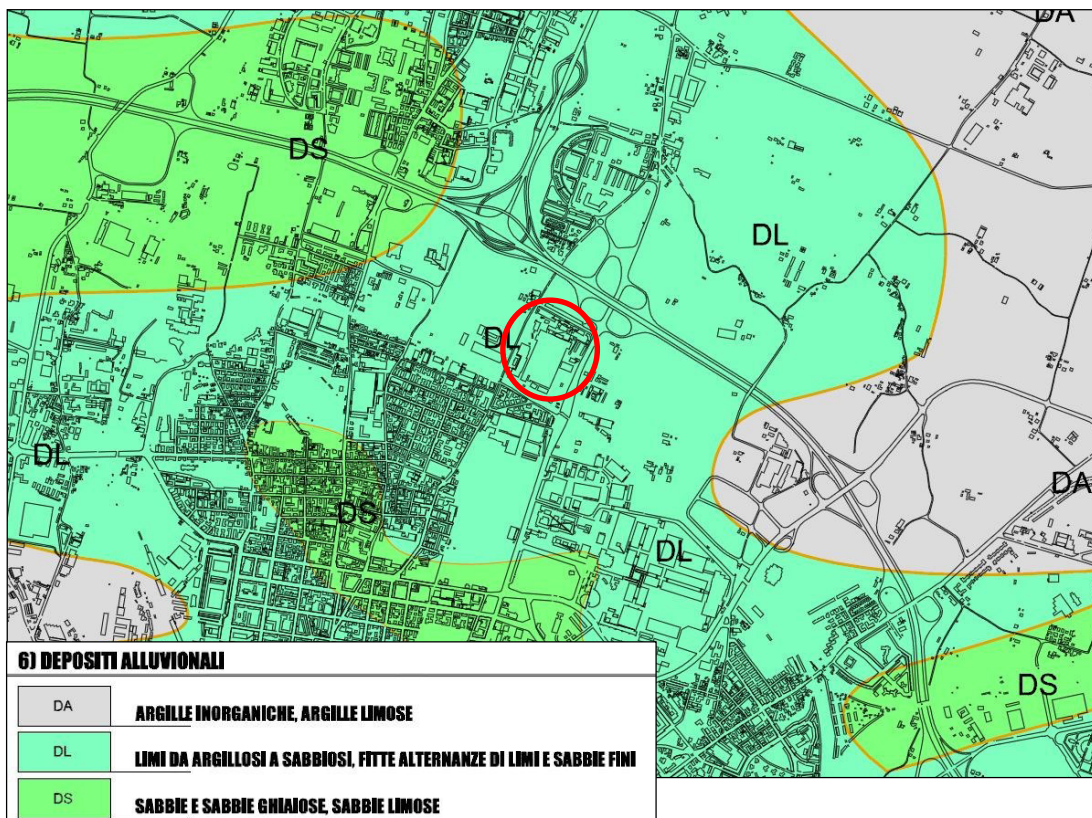 DA
DS
DL
DL
DL
DA
DS
DL
DS
6) DEPOSITI ALLUVIONALI
DA ARGILLE INORGANICHE, ARGILLE LIMOSE
DL LIMI DA ARGILLOSI A SABBIOSI, FITTE ALTERNANZE DI LIMI E SABBIE FINI
DS SABBIE E SABBIE GHIAIOSE, SABBIE LIMOSE